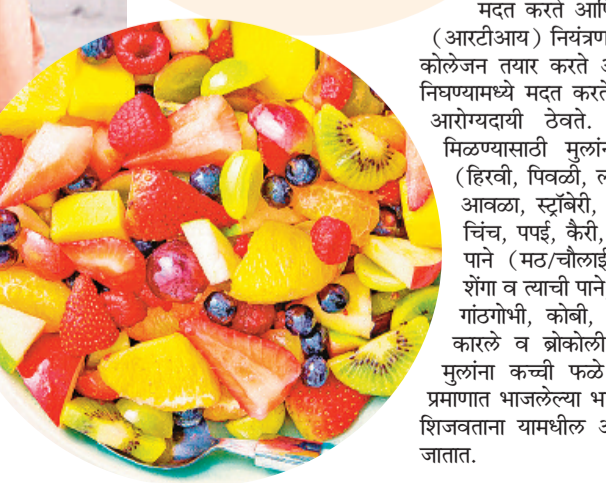 मदत करते आणि
(आरटीआय) नियंत्रण
कोलेजन तयार करते
निघण्यामध्ये मदत करते
आरोग्यदायी ठेवते.
मिळण्यासाठी मुलांन
(हिरवी, पिवळी,
आवळा, स्ट्रॉबेरी,
चिंच, पपई, कैरी,
पाने (मठ/चौलाई
शेंगा व त्याची पाने
गांठगोभी, कोबी,
कारले व ब्रोकोली
मुलांना कच्ची फळे
प्रमाणात भाजलेल्या
शिजवताना यामधील
जातात.